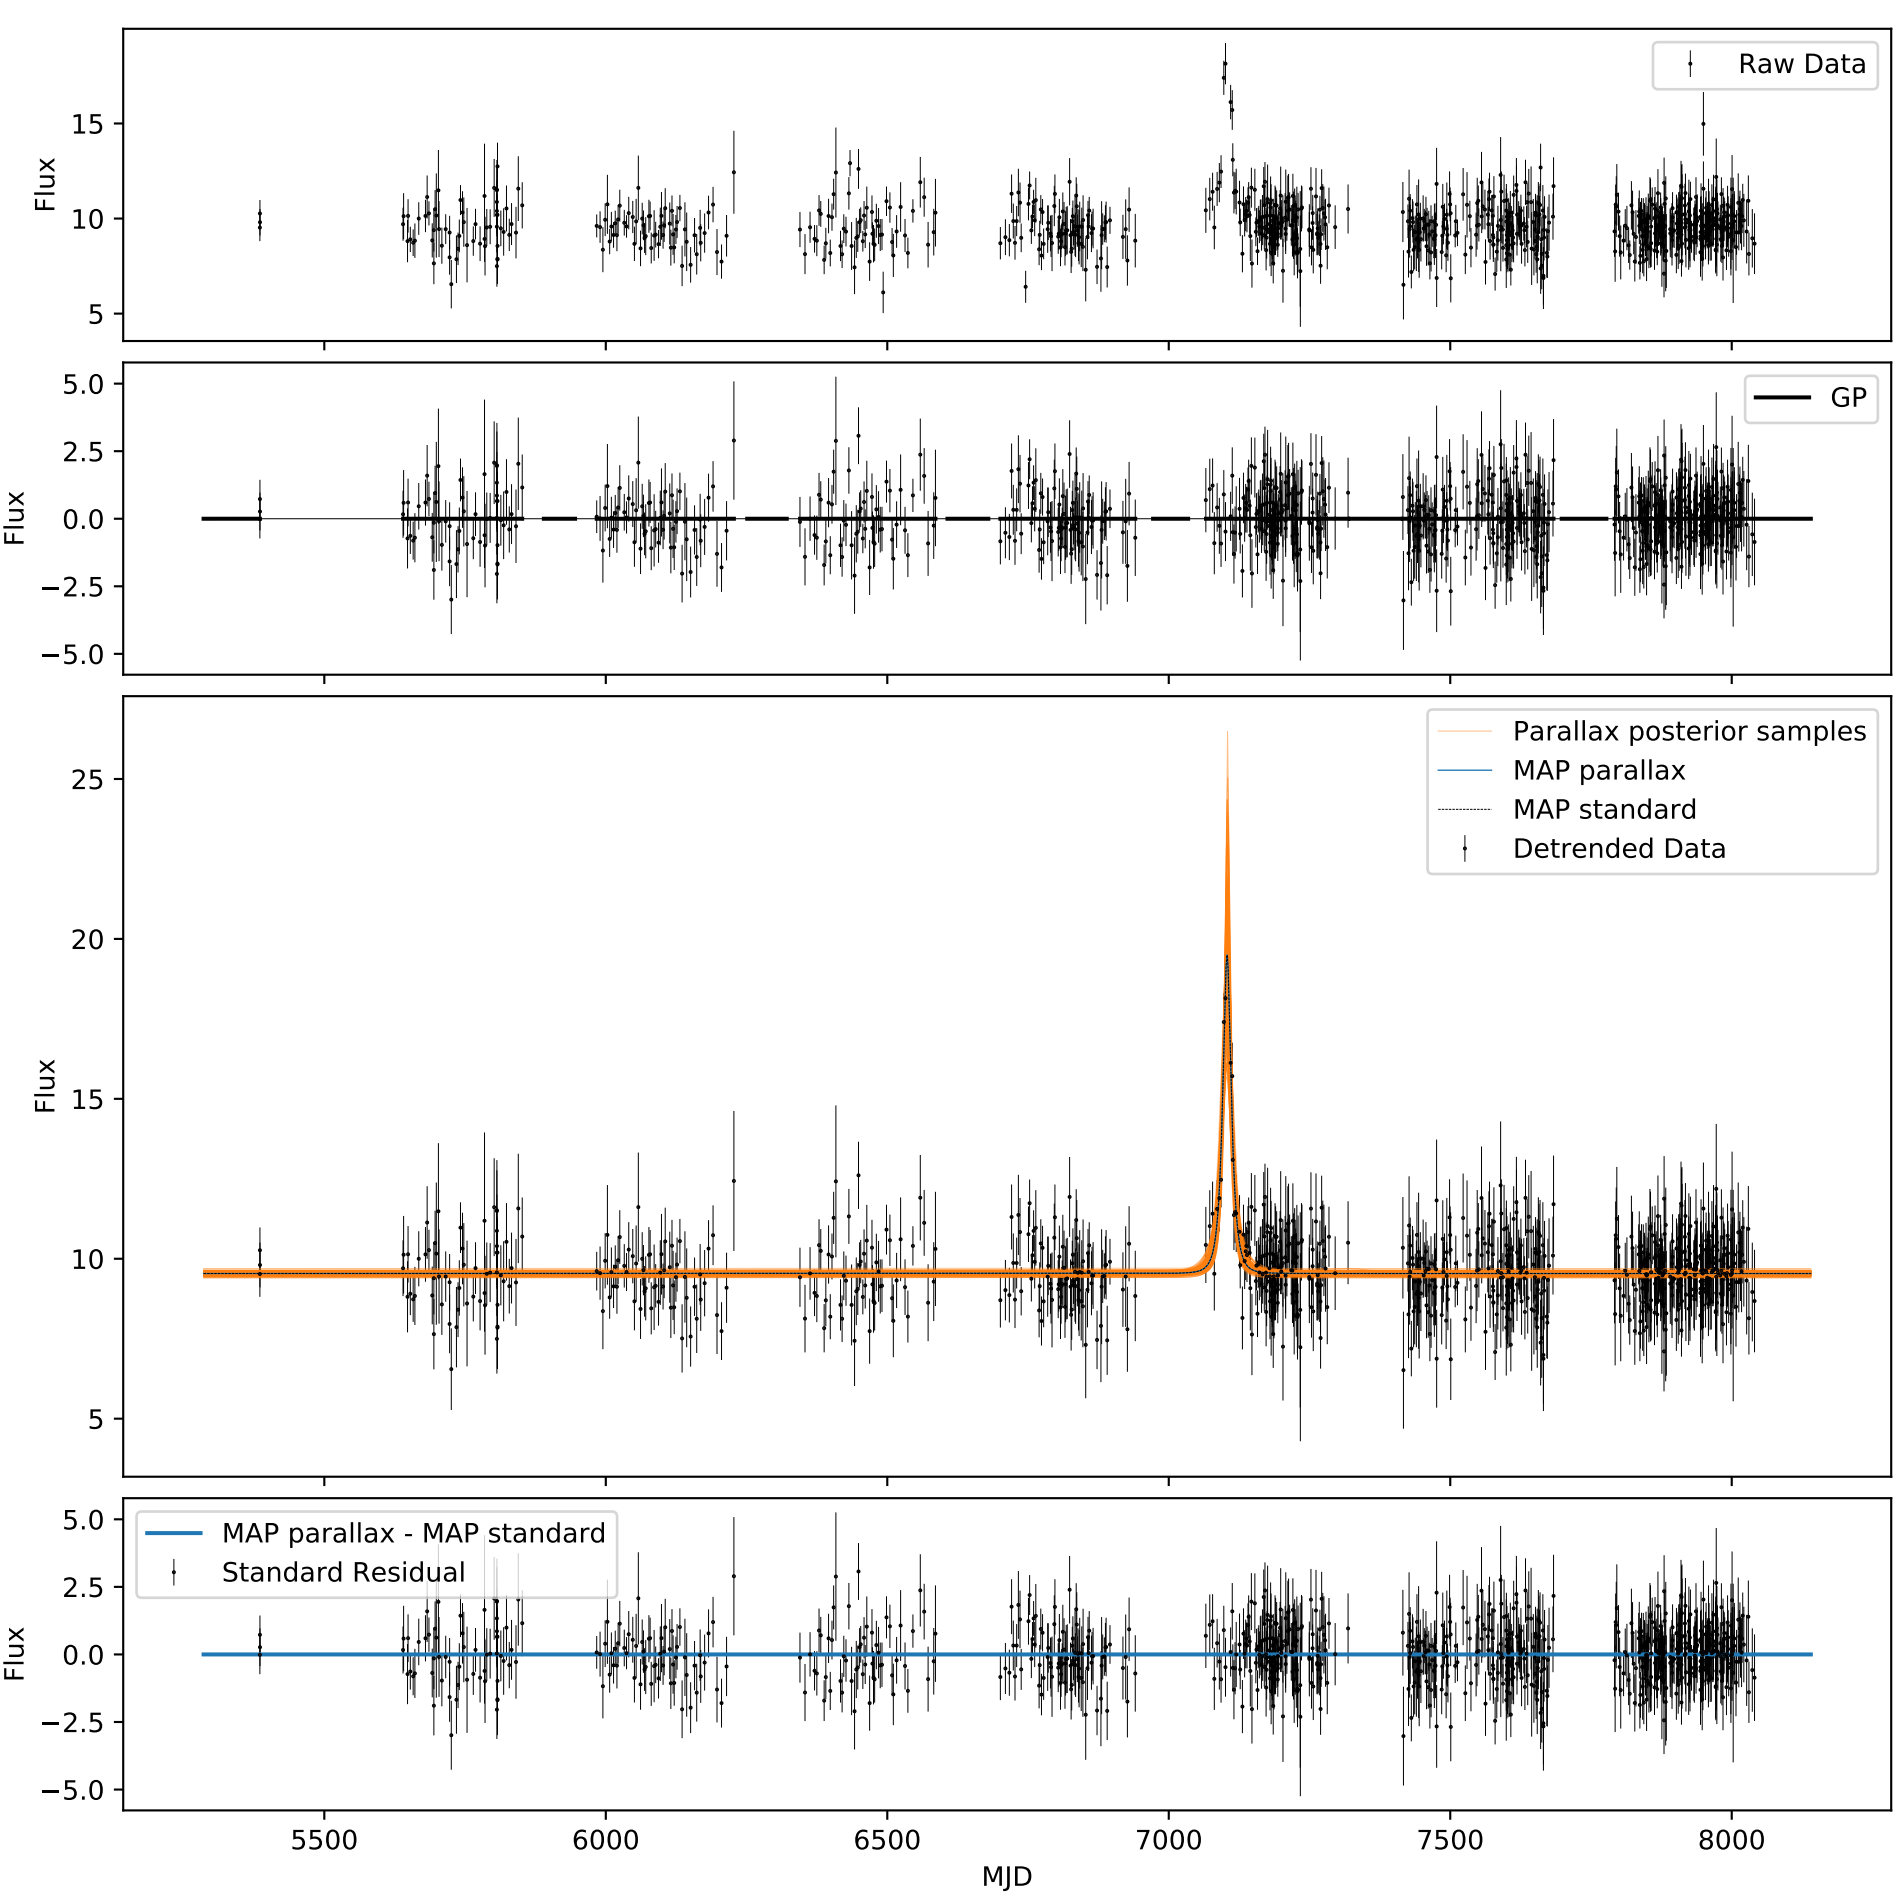 Raw Data
15
10
5
Flux
GP
5.0
2.5
0.0
−2.5
−5.0
Flux
Parallax posterior samples
MAP parallax
MAP standard
Detrended Data
25
20
15
10
5
Flux
MAP parallax - MAP standard
Standard Residual
5.0
2.5
0.0
−2.5
−5.0
Flux
5500 6000 6500 7000 7500 8000
MJD